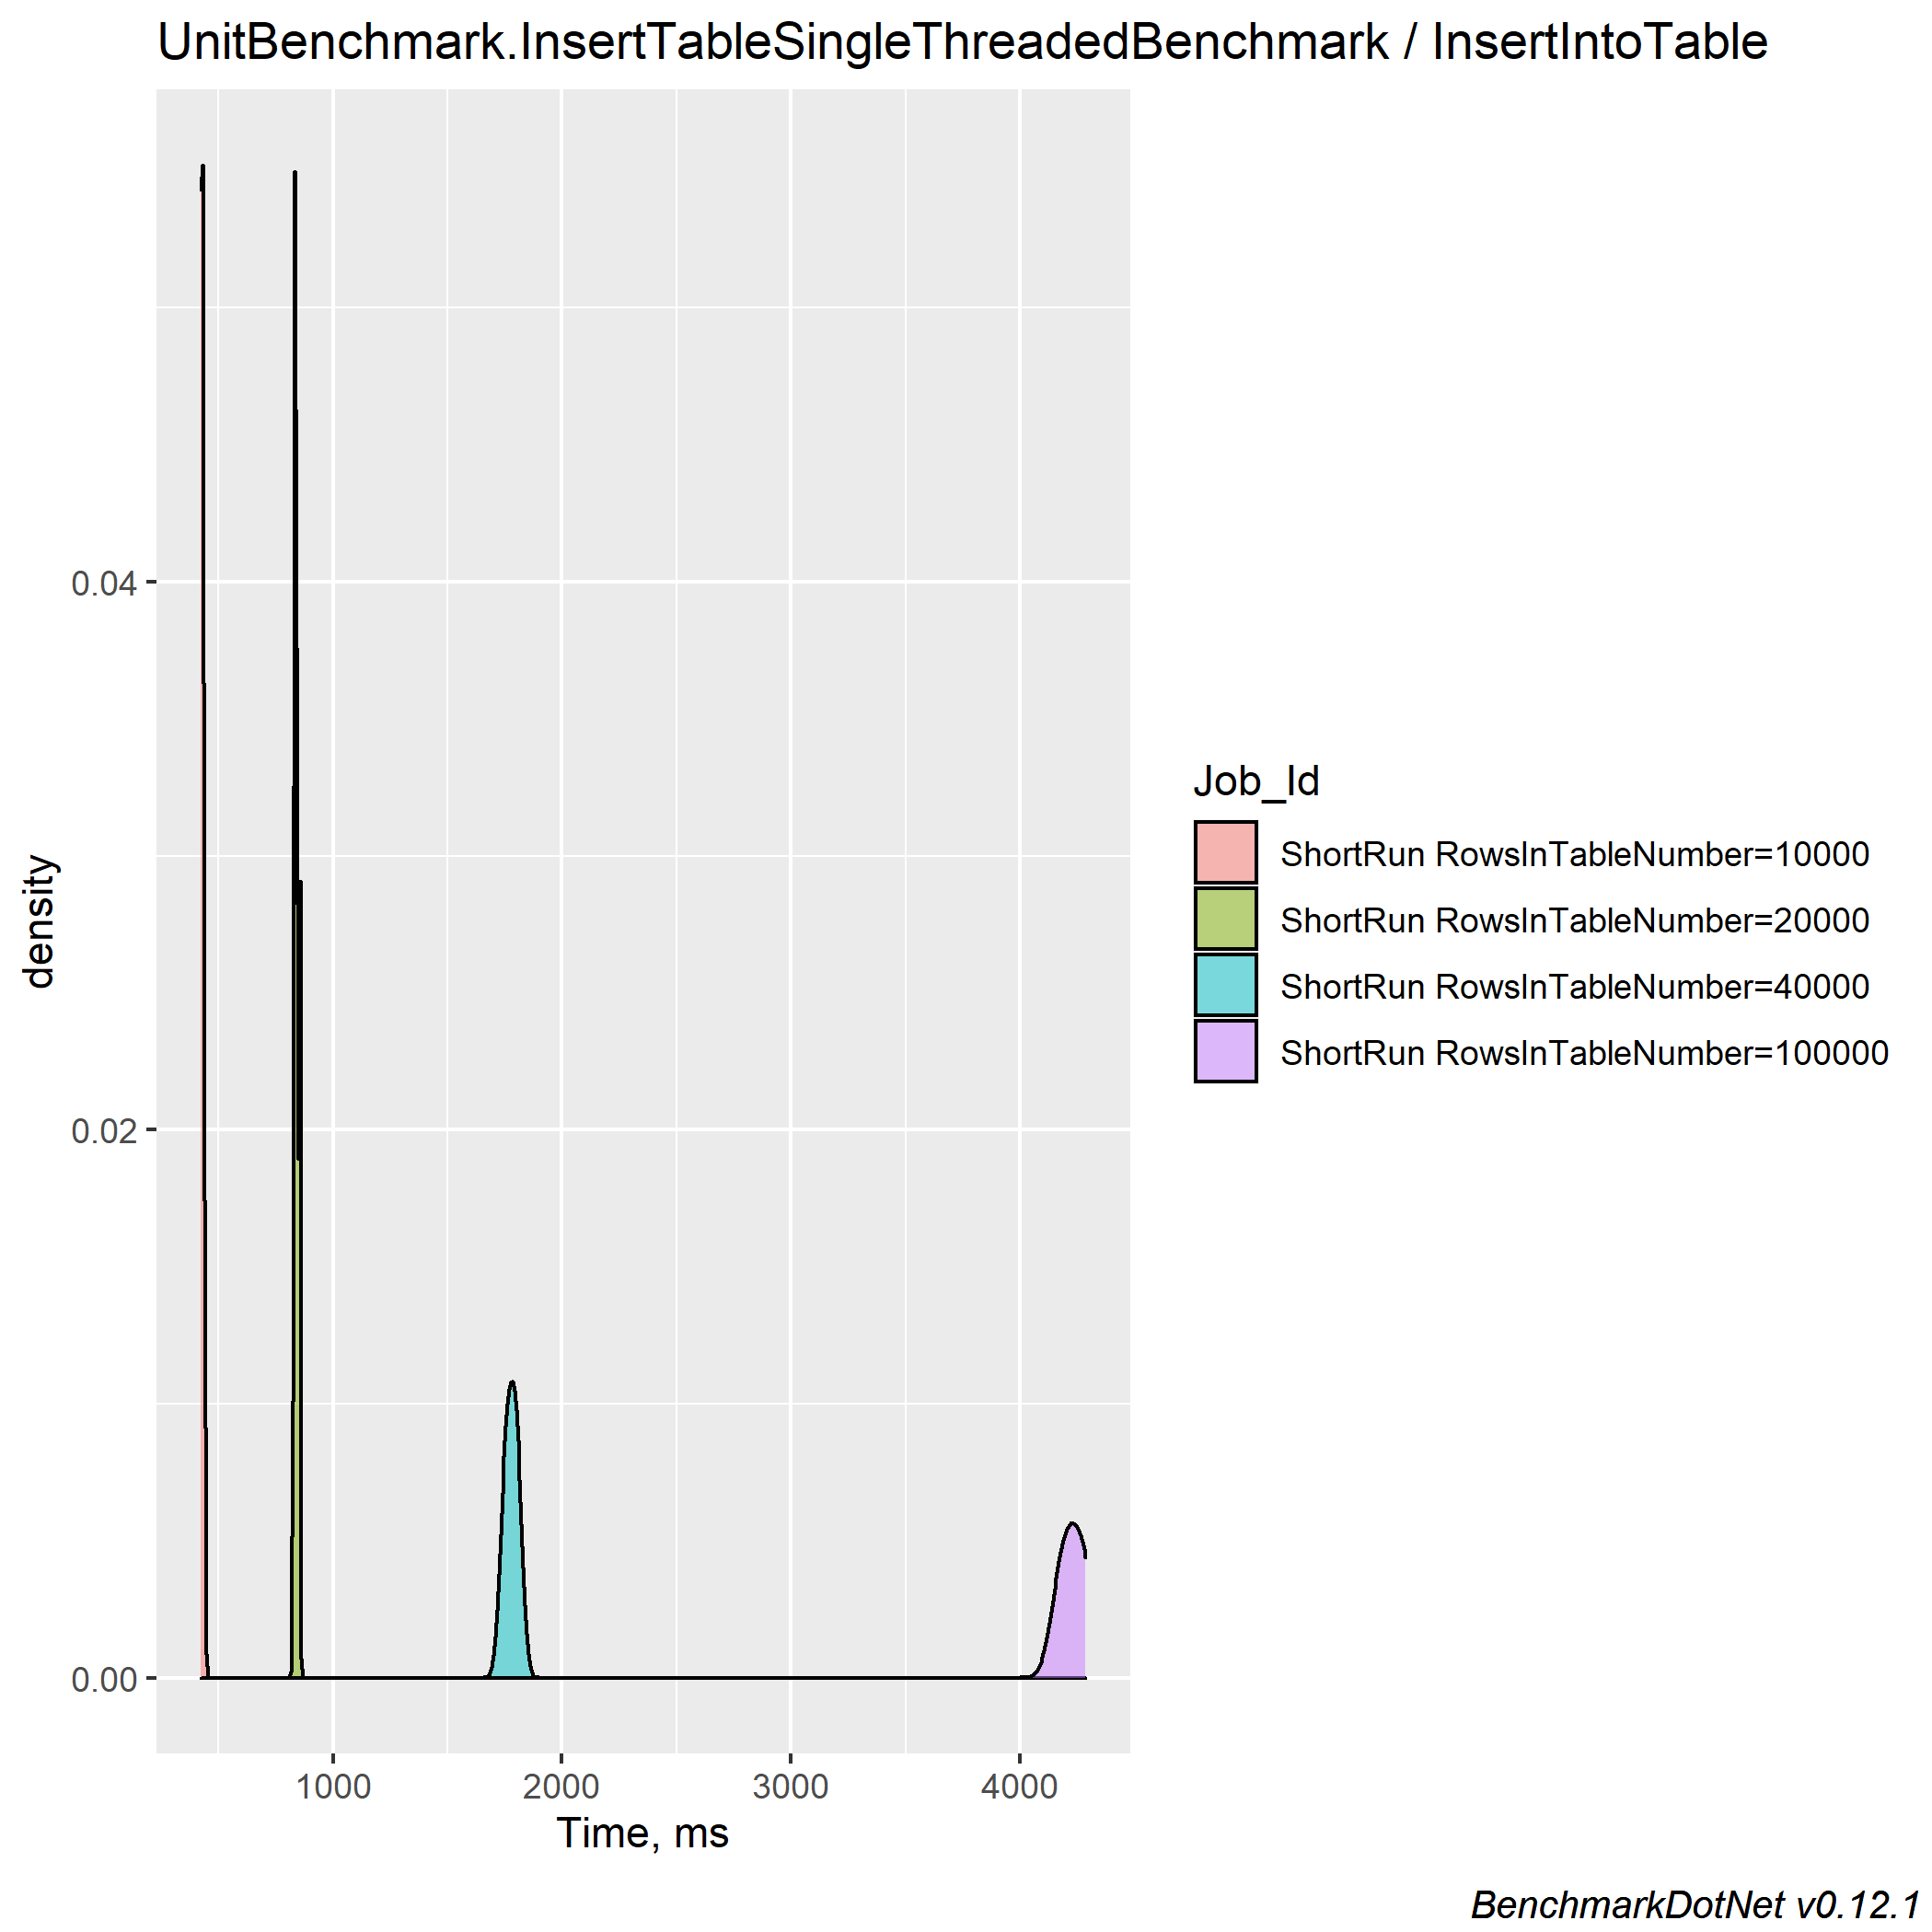 UnitBenchmark.InsertTableSingleThreadedBenchmark / InsertIntoTable
0.04
0.02
0.00
density
1000 2000 3000 4000
Time, ms
Job_Id
ShortRun RowsInTableNumber=10000
ShortRun RowsInTableNumber=20000
ShortRun RowsInTableNumber=40000
ShortRun RowsInTableNumber=100000
BenchmarkDotNet v0.12.1